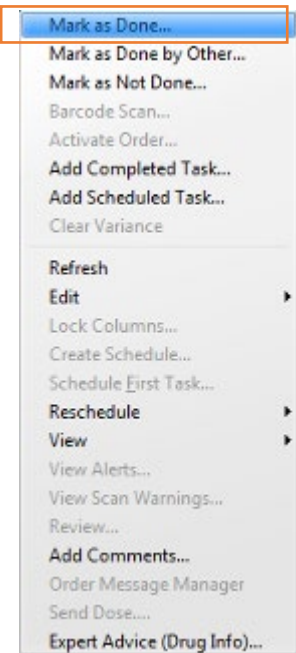 Mark as Done...
Mark as Done by Other...
Mark as Not Done...
Barcode Scan...
Activate Order...
Add Completed Task...
Add Scheduled Task...
Clear Variance
Refresh
Edit
Lock Columns...
Create Schedule...
Schedule First Task...
Reschedule
View
View Alerts...
View Scan Warnings...
Review...
Add Comments...
Order Message Manager
Send Dose....
Expert Advice (Drug Info)...